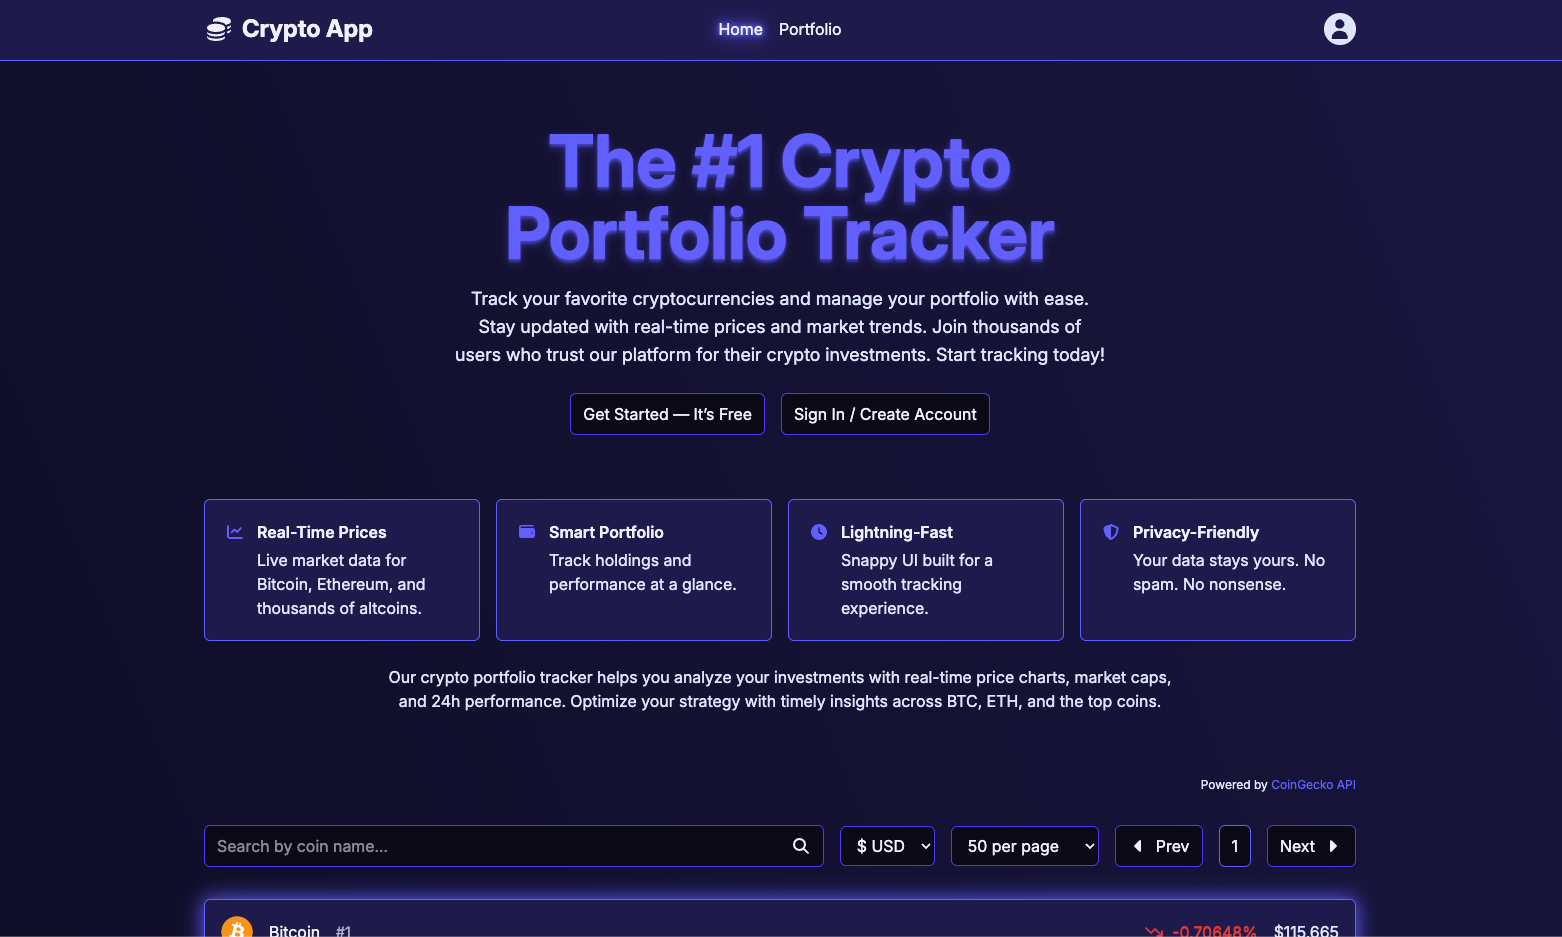 Crypto App
Home
Portfolio
The #1 Crypto
Portfolio Tracker
Track your favorite cryptocurrencies and manage your portfolio with ease.
Stay updated with real-time prices and market trends. Join thousands of
users who trust our platform for their crypto investments. Start tracking today!
Get Started — It’s Free
Sign In / Create Account
Real-Time Prices
Live market data for
Bitcoin, Ethereum, and
thousands of altcoins.
Smart Portfolio
Track holdings and
performance at a glance.
Lightning-Fast
Snappy UI built for a
smooth tracking
experience.
Privacy-Friendly
Your data stays yours. No
spam. No nonsense.
Our crypto portfolio tracker helps you analyze your investments with real-time price charts, market caps,
and 24h performance. Optimize your strategy with timely insights across BTC, ETH, and the top coins.
Powered by CoinGecko API
Search by coin name...
$ USD
50 per page
Prev
1
Next
Bitcoin #1
-0.70648% $115,665